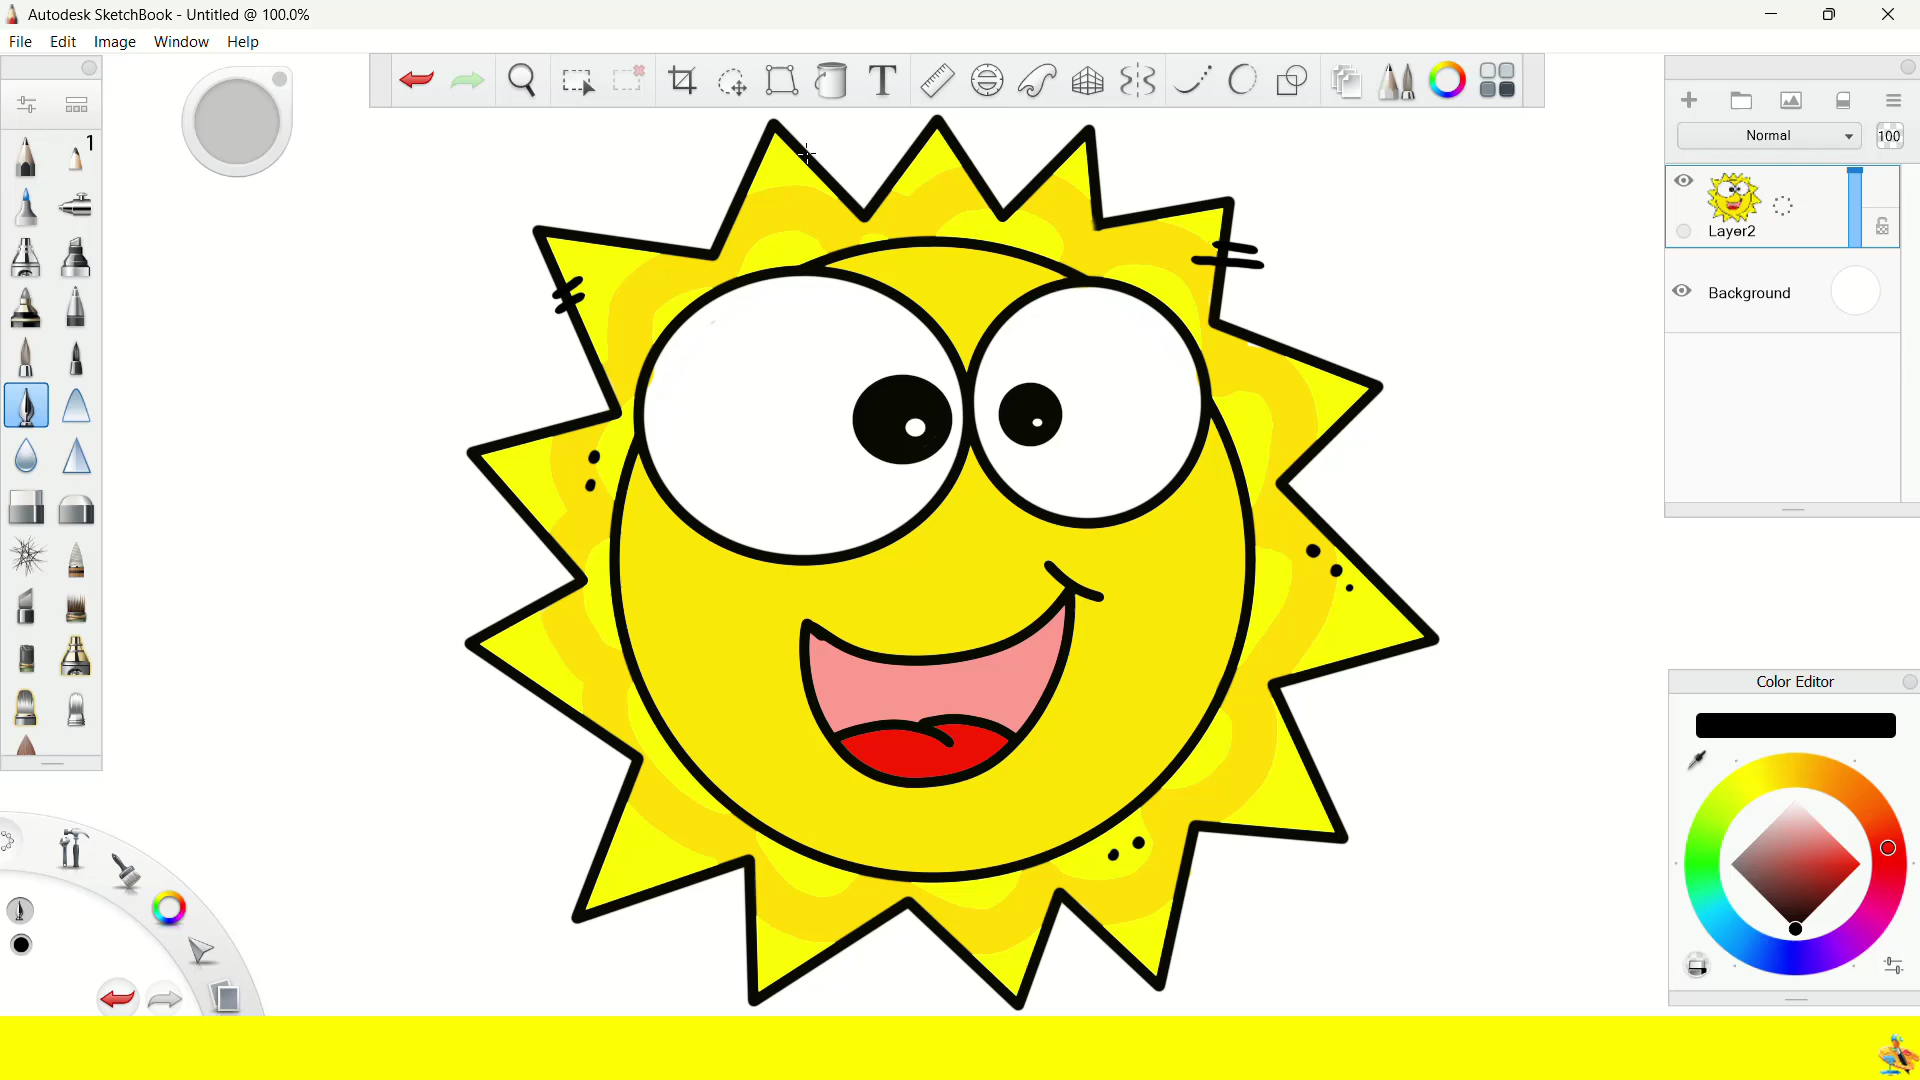 Autodesk SketchBook - Untitled @ 100.0%
File Edit Image Window Help
1
T
Normal 100
Layer2
Background
Color Editor